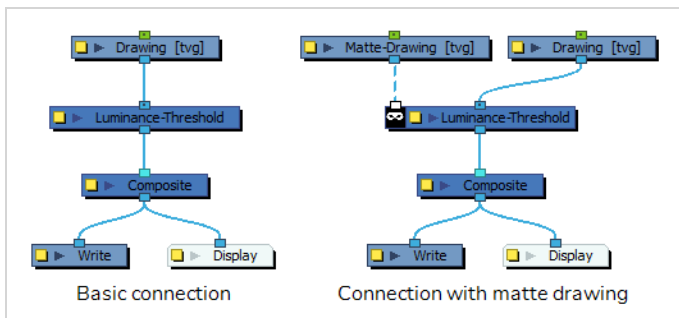 Drawing [tvg]
Luminance-Threshold
Composite
Write
Display
Basic connection
Matte-Drawing [tvg]
Drawing [tvg]
Luminance-Threshold
Composite
Write
Display
Connection with matte drawing